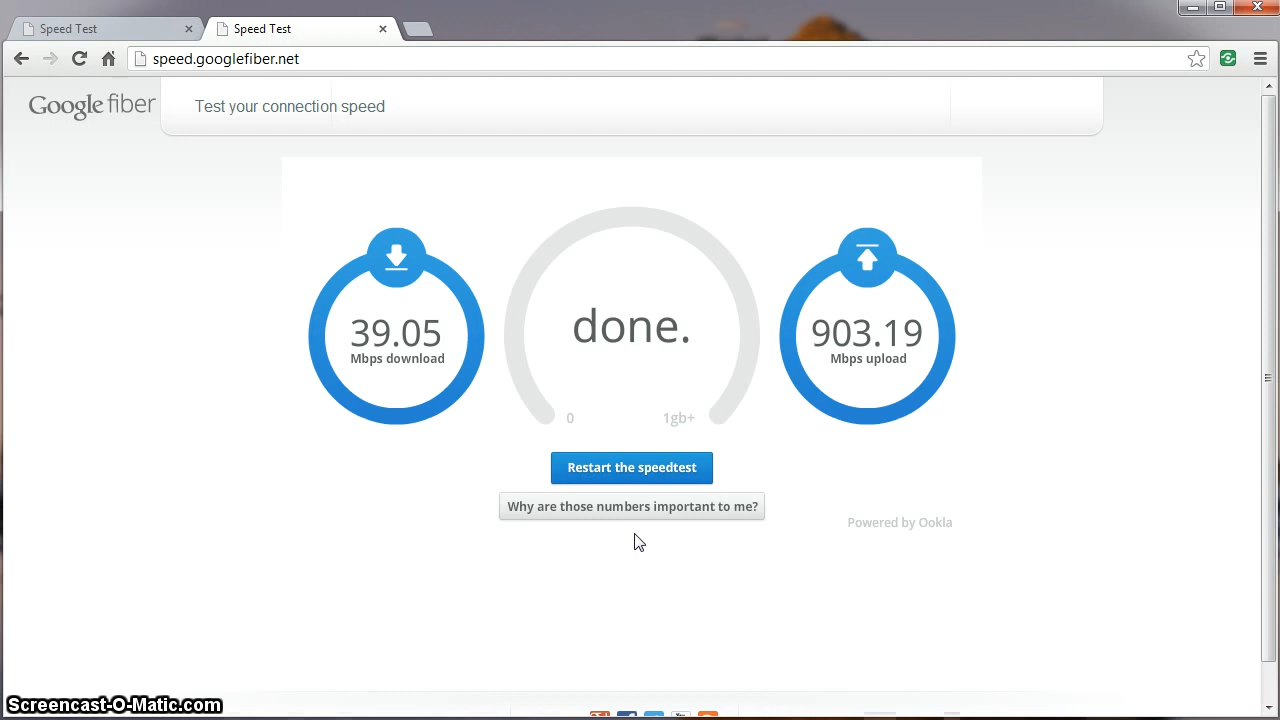 Speed Test
Speed Test
speed.googlefiber.net
Google fiber
Test your connection speed
39.05
Mbps download
done.
0
1gb+
903.19
Mbps upload
Restart the speedtest
Why are those numbers important to me?
Powered by Ookla
Screencast-O-Matic.com